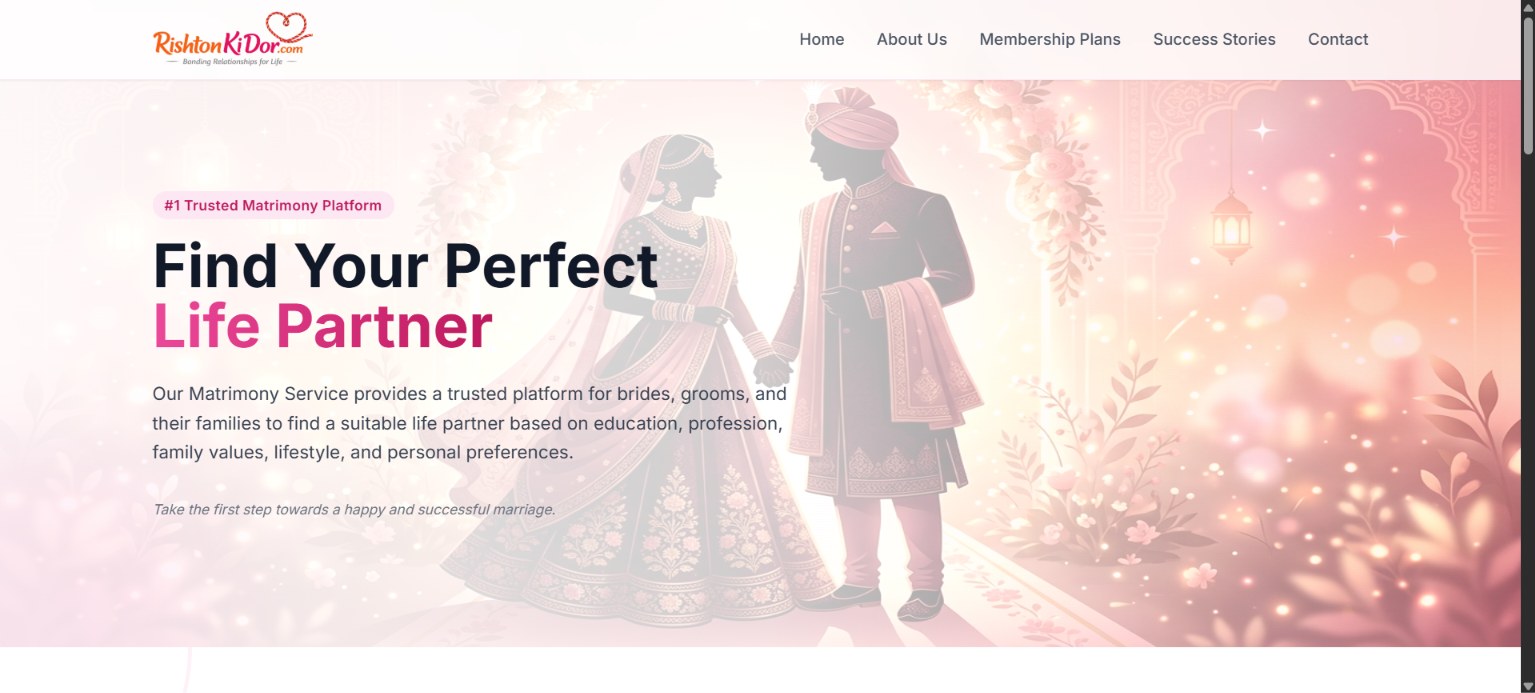 RishtonKiDor.com
Bonding Relationships for Life
Home
About Us
Membership Plans
Success Stories
Contact
#1 Trusted Matrimony Platform
Find Your Perfect
Life Partner
Our Matrimony Service provides a trusted platform for brides, grooms, and
their families to find a suitable life partner based on education, profession,
family values, lifestyle, and personal preferences.
Take the first step towards a happy and successful marriage.